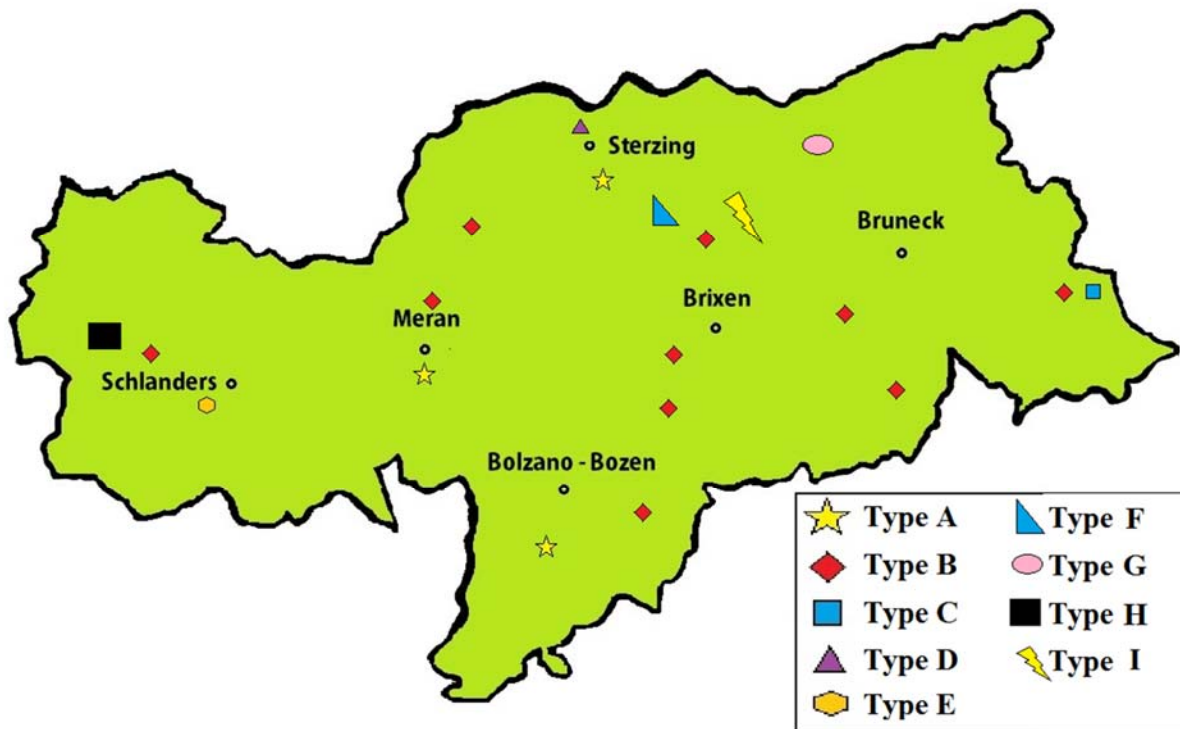 Sterzing
Bruneck
Brixen
Meran
Schlanders
Bolzano - Bozen
Type A
Type B
Type C
Type D
Type E
Type F
Type G
Type H
Type I